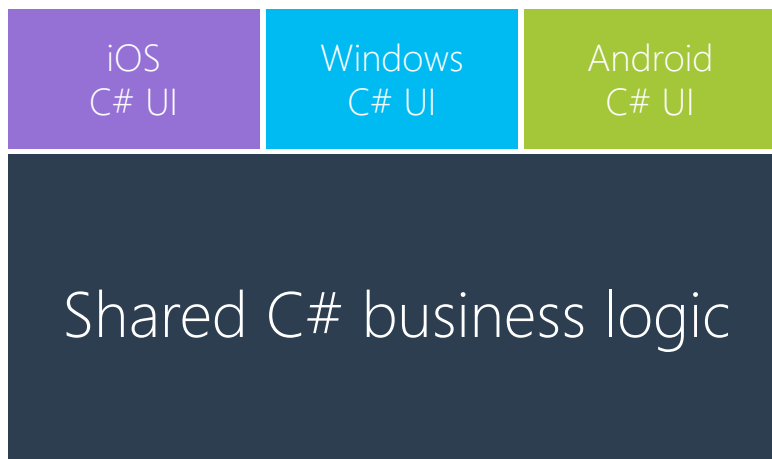 iOS
C# UI
Windows
C# UI
Android
C# UI
Shared C# business logic